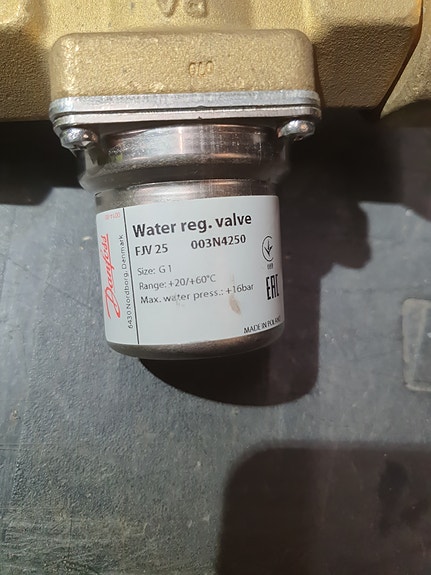 Danfoss
6430 Nordborg, Denmark
Water reg. valve
FJV 25 003N4250
Size: G 1
Range: +20/+60°C
Max. water press.: +16bar
EAC
MADE IN POLAND